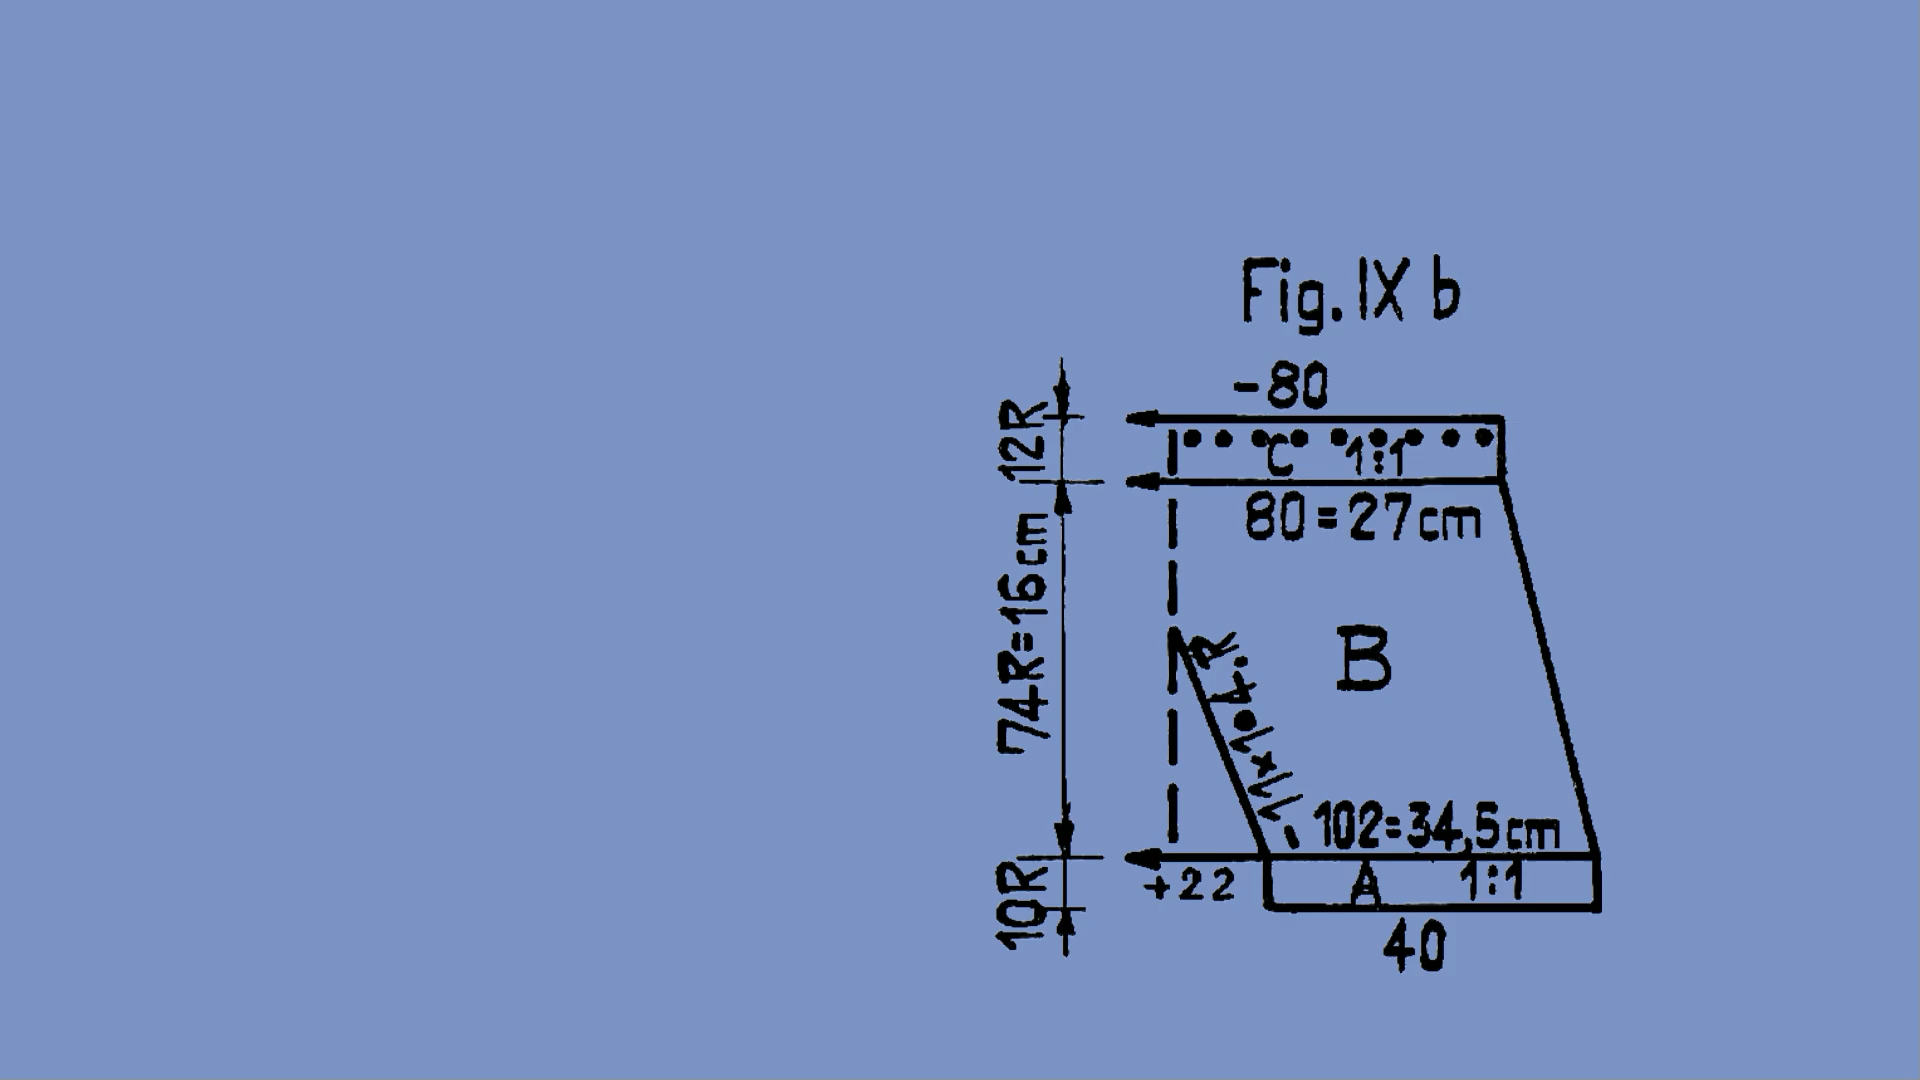 Fig. IX b
-80
12R
C 1:1
80=27cm
74R=16cm
B
102=34,5cm
+22
A 1:1
10R
40